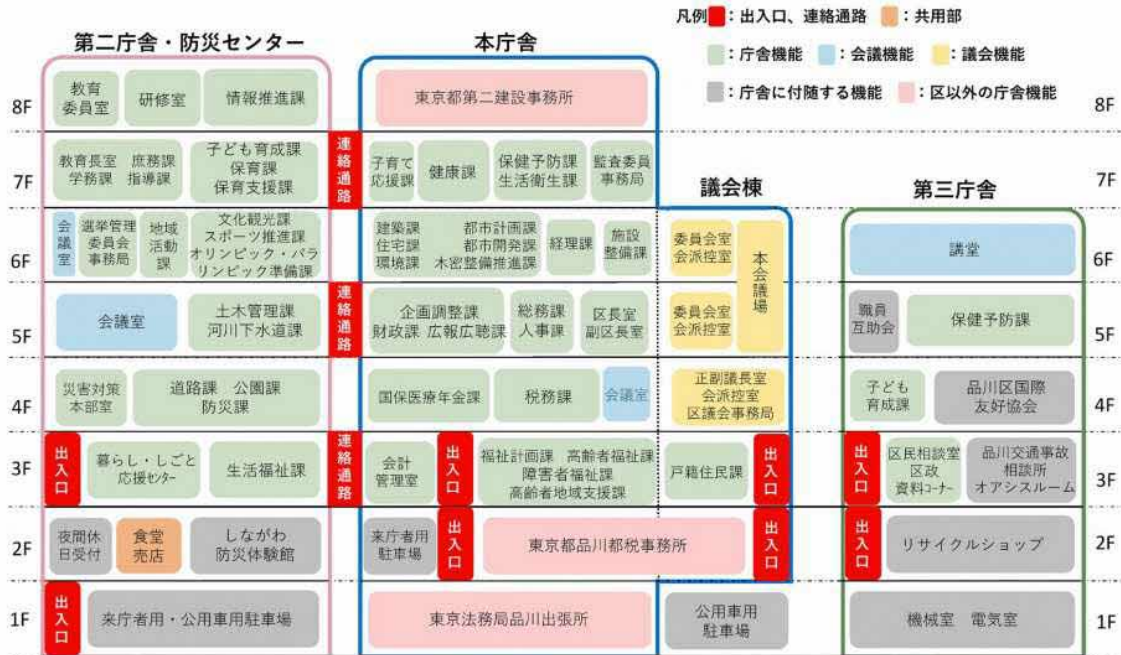 凡例 ：出入口、連絡通路 ：共用部
：庁舎機能 ：会議機能 ：議会機能
：庁舎に付随する機能 ：区以外の庁舎機能
第二庁舎・防災センター
本庁舎
議会棟
第三庁舎
8F
教育
委員室
研修室
情報推進課
東京都第二建設事務所
8F
7F
教育長室 庶務課
学務課 指導課
子ども育成課
保育課
保育支援課
連絡通路
子育て
応援課
健康課
保健予防課
生活衛生課
監査委員
事務局
7F
6F
会議室
選挙管理
委員会
事務局
地域
活動
課
文化観光課
スポーツ推進課
オリンピック・パラ
リンピック準備課
建築課 都市計画課
住宅課 都市開発課
環境課 木密整備推進課
経理課
施設
整備課
委員会室
会派控室
本会議場
講堂
6F
5F
会議室
土木管理課
河川下水道課
連絡通路
企画調整課
財政課 広報広聴課
総務課
人事課
区長室
副区長室
委員会室
会派控室
職員
互助会
保健予防課
5F
4F
災害対策
本部室
道路課 公園課
防災課
国保医療年金課
税務課
会議室
正副議長室
会派控室
区議会事務局
子ども
育成課
品川区国際
友好協会
4F
3F
出入口
暮らし・しごと
応援センター
生活福祉課
連絡通路
会計
管理室
出入口
福祉計画課 高齢者福祉課
障害者福祉課
高齢者地域支援課
戸籍住民課
出入口
出入口
区民相談室
区政
資料コーナー
品川交通事故
相談所
オアシスルーム
3F
2F
夜間休
日受付
食堂
売店
しながわ
防災体験館
来庁者用
駐車場
出入口
東京都品川都税事務所
出入口
出入口
リサイクルショップ
2F
1F
出入口
来庁者用・公用車用駐車場
東京法務局品川出張所
公用車用
駐車場
機械室 電気室
1F